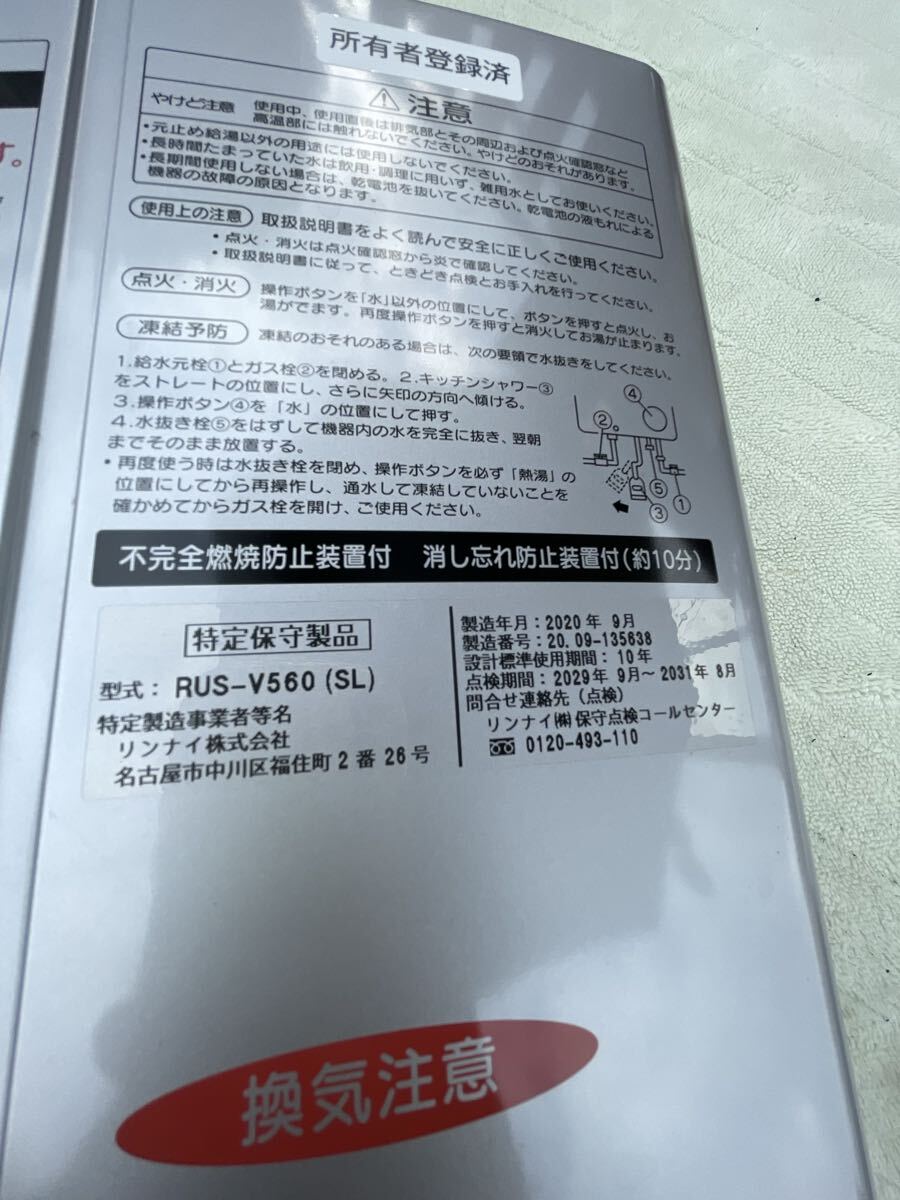 所有者登録済
す。
⚠ 注意
やけど注意 使用中、使用直後は排気部とその周辺および点火確認窓など
高温部には触れないでください。やけどのおそれがあります。
・元止め給湯以外の用途には使用しないでください。
・長時間たまっていた水は飲用・調理に用いず、雑用水としてお使いください。
・長期間使用しない場合は、乾電池を抜いてください。乾電池の液もれによる
機器の故障の原因となります。
使用上の注意 取扱説明書をよく読んで安全に正しくご使用ください。
・点火・消火は点火確認窓から炎で確認してください。
・取扱説明書に従って、ときどき点検とお手入れを行ってください。
点火・消火 操作ボタンを「水」以外の位置にして、ボタンを押すと点火し、お
湯がでます。再度操作ボタンを押すと消火してお湯が止まります。
凍結予防 凍結のおそれのある場合は、次の要領で水抜きをしてください。
1.給水元栓①とガス栓②を閉める。2.キッチンシャワー③
をストレートの位置にし、さらに矢印の方向へ傾ける。
3.操作ボタン④を「水」の位置にして押す。
4.水抜き栓⑤をはずして機器内の水を完全に抜き、翌朝
までそのまま放置する。
・再度使う時は水抜き栓を閉め、操作ボタンを必ず「熱湯」の
位置にしてから再操作し、通水して凍結していないことを
確かめてからガス栓を開け、ご使用ください。
④
②
⑤
③
①
不完全燃焼防止装置付 消し忘れ防止装置付(約10分)
特定保守製品
型式: RUS-V560(SL)
特定製造事業者等名
リンナイ株式会社
名古屋市中川区福住町2番26号
製造年月:2020年 9月
製造番号:20.09-135638
設計標準使用期間:10年
点検期間:2029年 9月~2031年 8月
問合せ連絡先(点検)
リンナイ㈱保守点検コールセンター
0120-493-110
換気注意